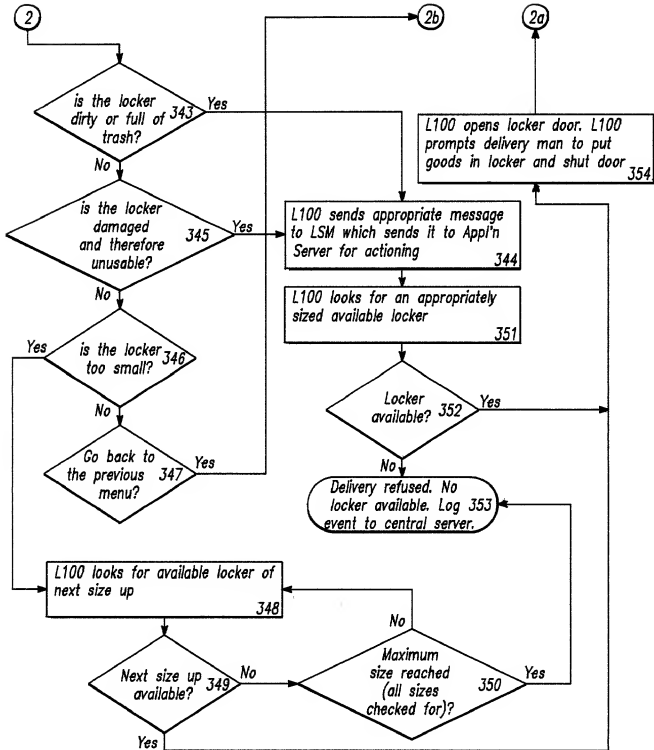 2
2b
2a
is the locker
dirty or full of
trash?
343
Yes
No
L100 opens locker door. L100
prompts delivery man to put
goods in locker and shut door
354
is the locker
damaged
and therefore
unusable?
345
Yes
No
L100 sends appropriate message
to LSM which sends it to Appl'n
Server for actioning
344
L100 looks for an appropriately
sized available locker
351
Yes
is the locker
too small?
346
No
Locker
available?
352
Yes
No
Go back to
the previous
menu?
347
Yes
Delivery refused. No
locker available. Log
event to central server.
353
L100 looks for available locker of
next size up
348
No
Next size up
available?
349
No
Yes
Maximum
size reached
(all sizes
checked for)?
350
Yes